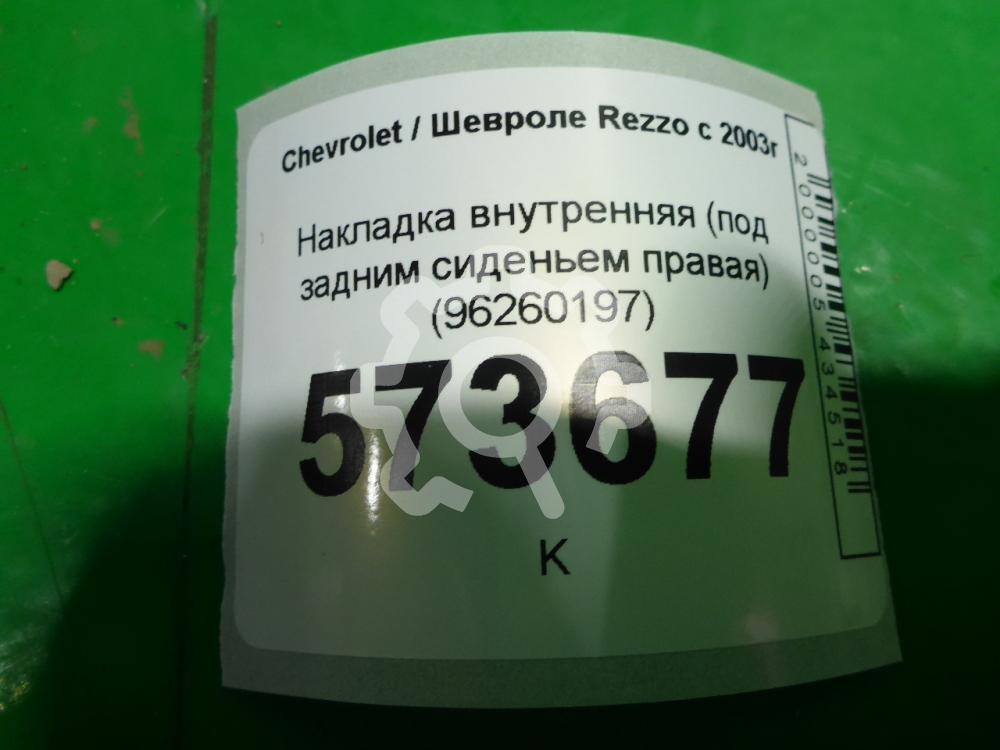 Chevrolet / Шевроле Rezzo с 2003г
Накладка внутренняя (под
задним сиденьем правая)
(96260197)
573677
К
2000005434518